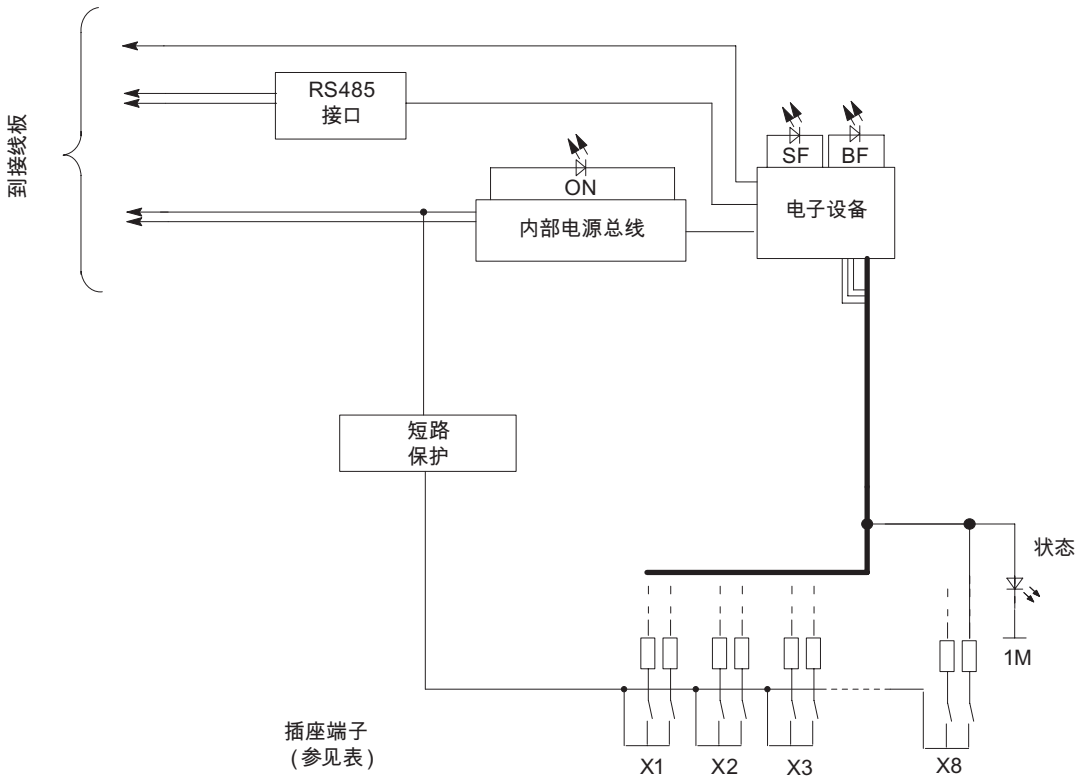 到接线板
RS485
接口
SF
BF
ON
电子设备
内部电源总线
短路
保护
状态
1M
插座端子
(参见表)
X1
X2
X3
X8